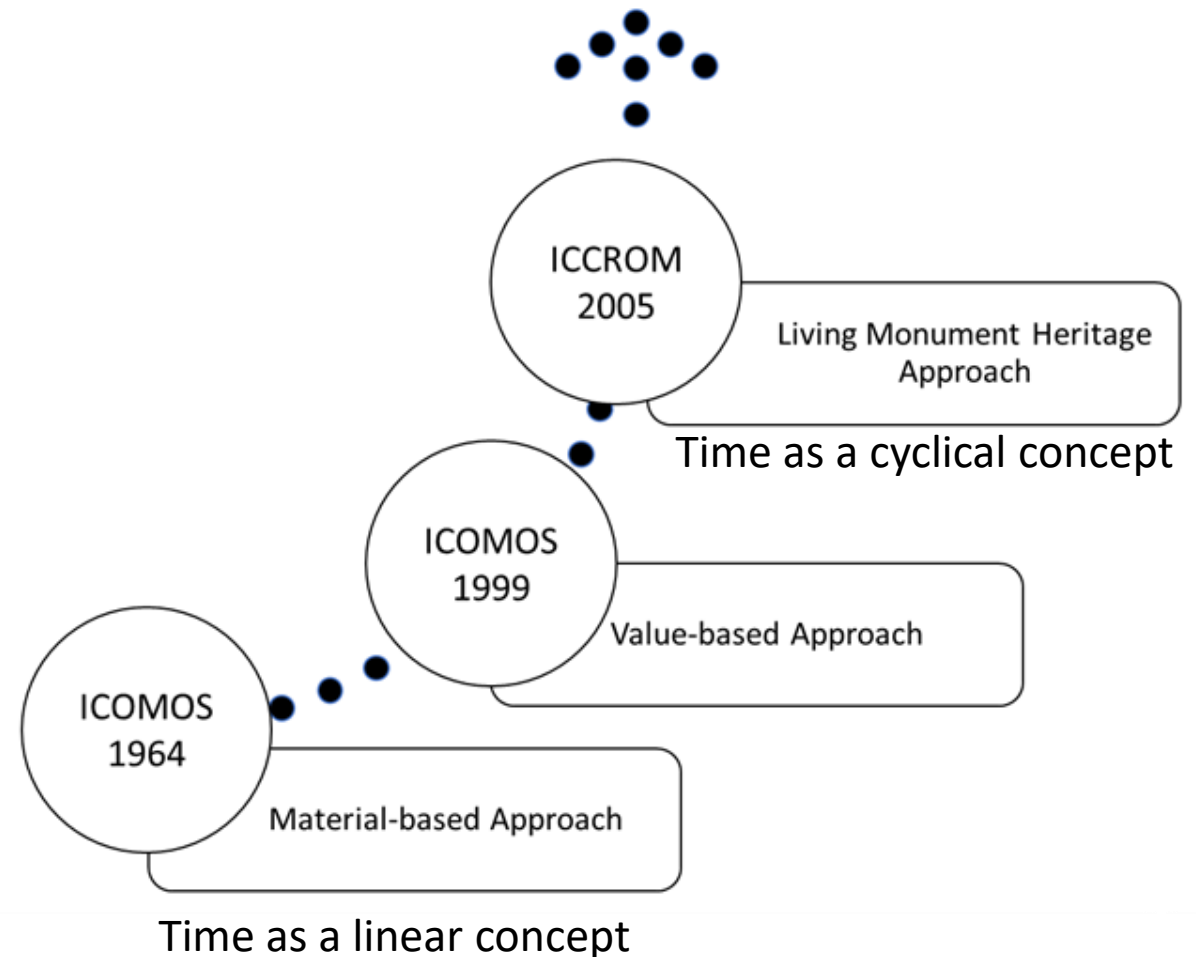 ICCROM
2005
Living Monument Heritage
Approach
Time as a cyclical concept
ICOMOS
1999
Value-based Approach
ICOMOS
1964
Material-based Approach
Time as a linear concept